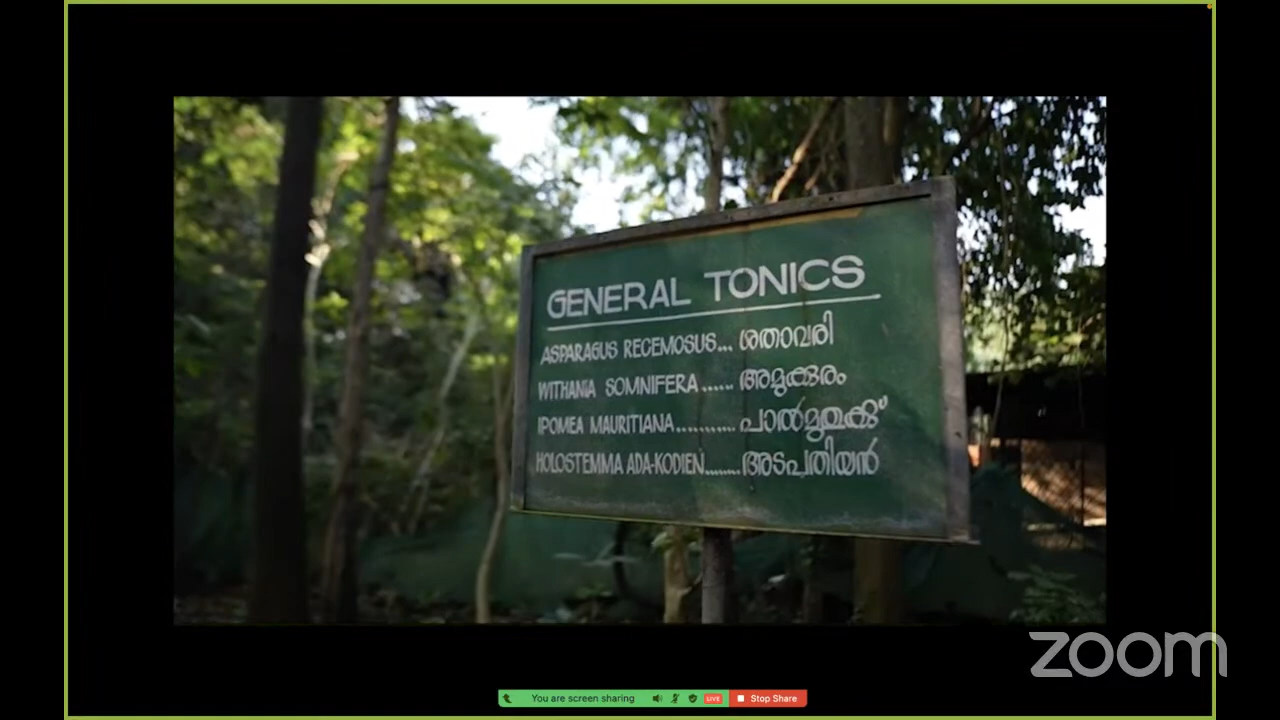 GENERAL TONICS
ASPARAGUS RECEMOSUS... ശതാവരി
WITHANIA SOMNIFERA ...... അമുക്കുരം
IPOMEA MAURITIANA.......... പാൽമുതക്ക്
HOLOSTEMMA ADA-KODIEN....... അടപതിയൻ
zoom
You are screen sharing LIVE Stop Share